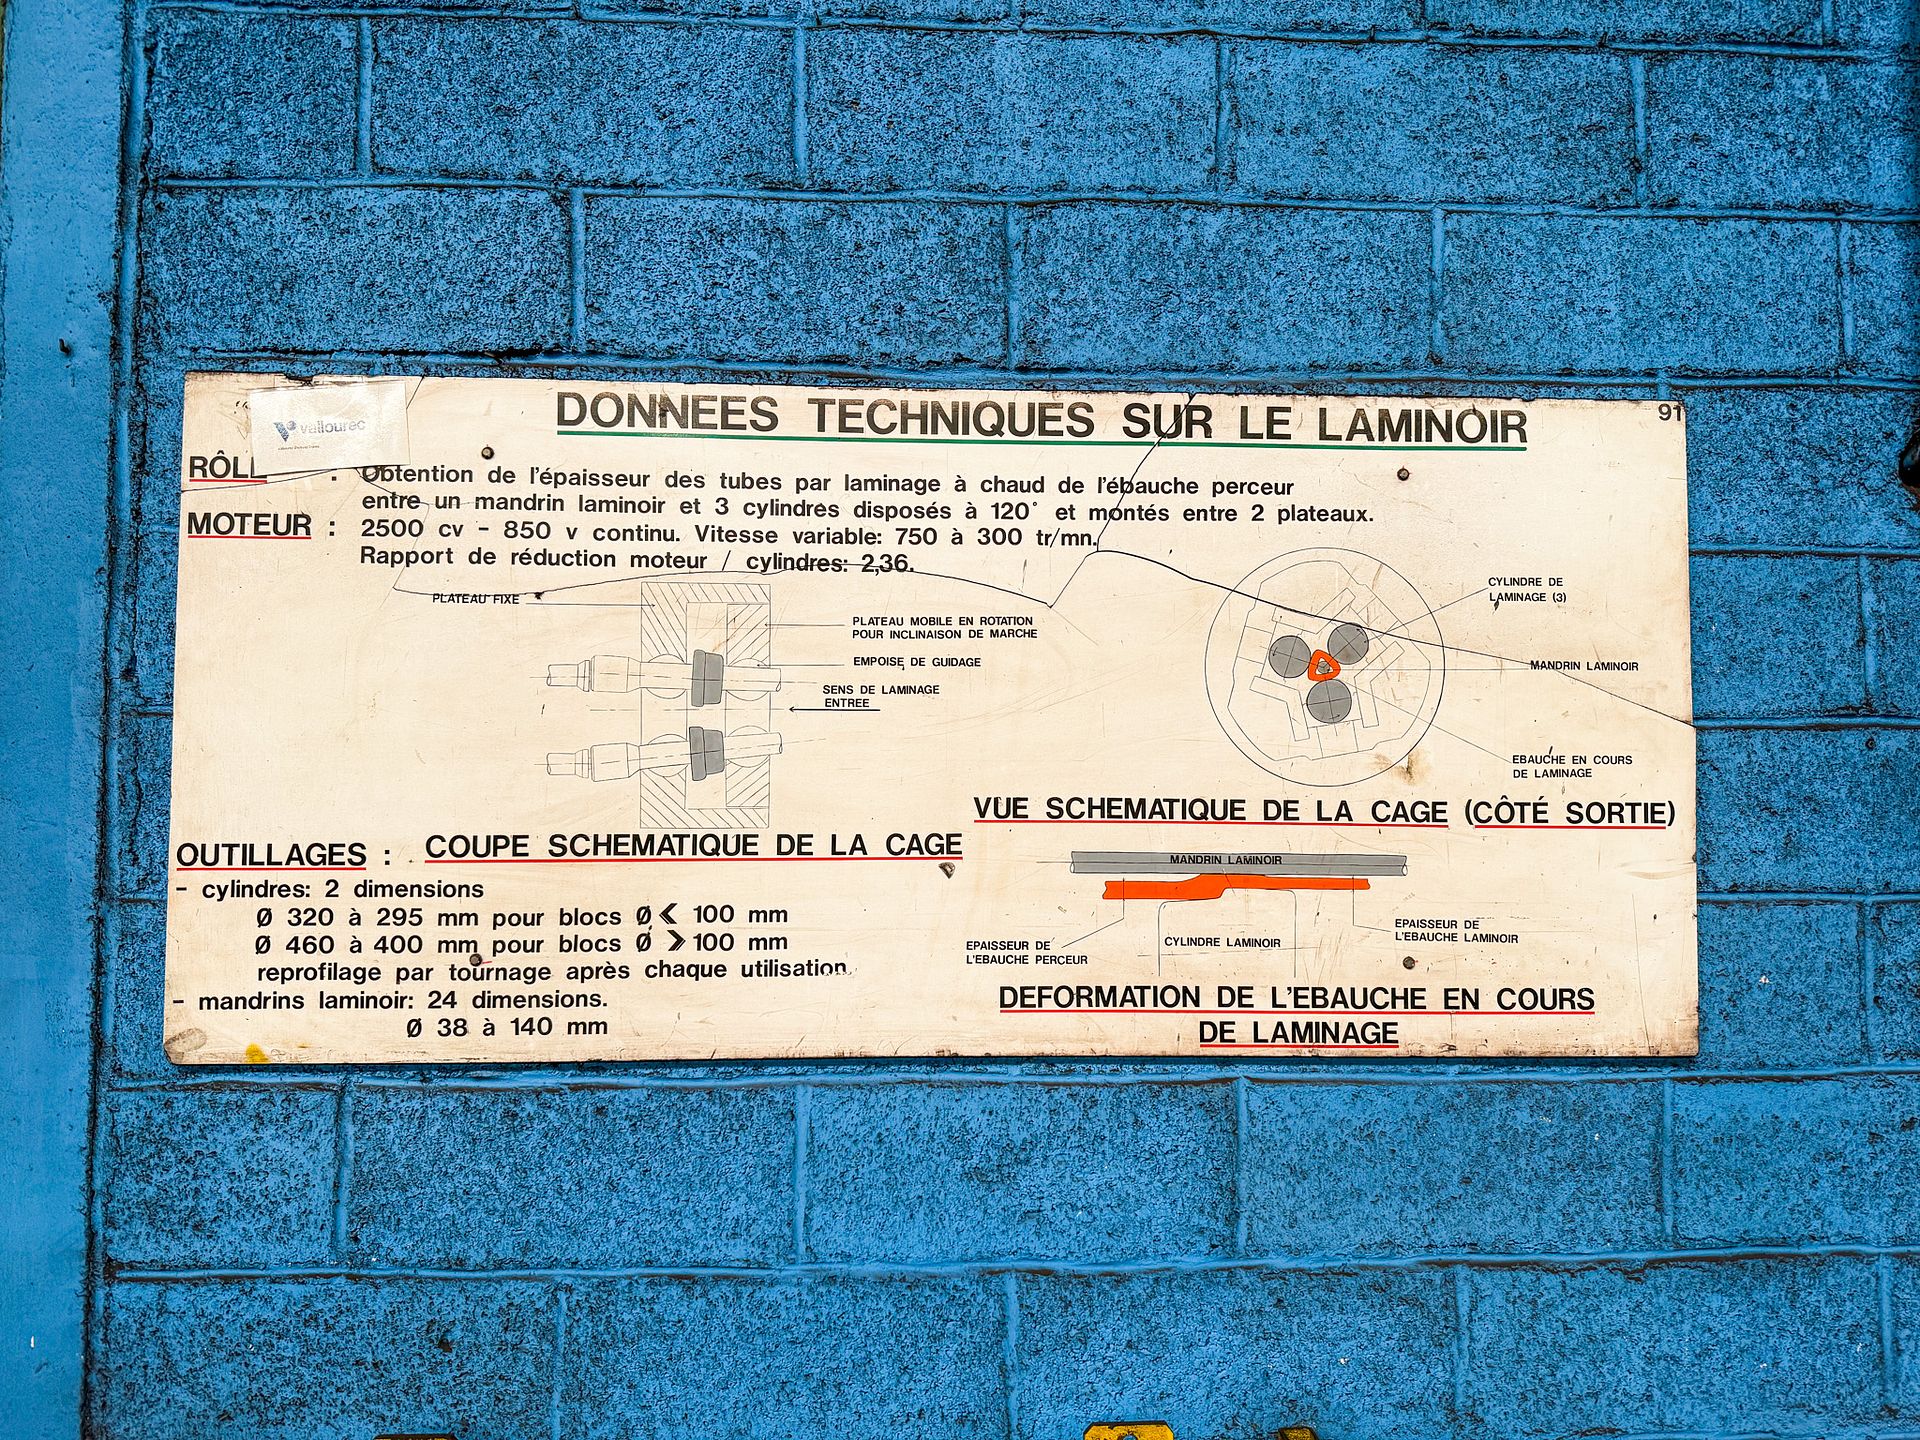 DONNEES TECHNIQUES SUR LE LAMINOIR
91
vallourec
RÔL : Obtention de l'épaisseur des tubes par laminage à chaud de l'ébauche perceur
entre un mandrin laminoir et 3 cylindres disposés à 120° et montés entre 2 plateaux.
MOTEUR : 2500 cv - 850 v continu. Vitesse variable: 750 à 300 tr/mn.
Rapport de réduction moteur / cylindres: 2,36.
PLATEAU FIXE
PLATEAU MOBILE EN ROTATION
POUR INCLINAISON DE MARCHE
EMPOISE DE GUIDAGE
SENS DE LAMINAGE
ENTREE
COUPE SCHEMATIQUE DE LA CAGE
CYLINDRE DE
LAMINAGE (3)
MANDRIN LAMINOIR
EBAUCHE EN COURS
DE LAMINAGE
VUE SCHEMATIQUE DE LA CAGE (CÔTÉ SORTIE)
OUTILLAGES :
- cylindres: 2 dimensions
Ø 320 à 295 mm pour blocs Ø < 100 mm
Ø 460 à 400 mm pour blocs Ø > 100 mm
reprofilage par tournage après chaque utilisation
- mandrins laminoir: 24 dimensions.
Ø 38 à 140 mm
MANDRIN LAMINOIR
EPAISSEUR DE
L'EBAUCHE PERCEUR
CYLINDRE LAMINOIR
EPAISSEUR DE
L'EBAUCHE LAMINOIR
DEFORMATION DE L'EBAUCHE EN COURS
DE LAMINAGE